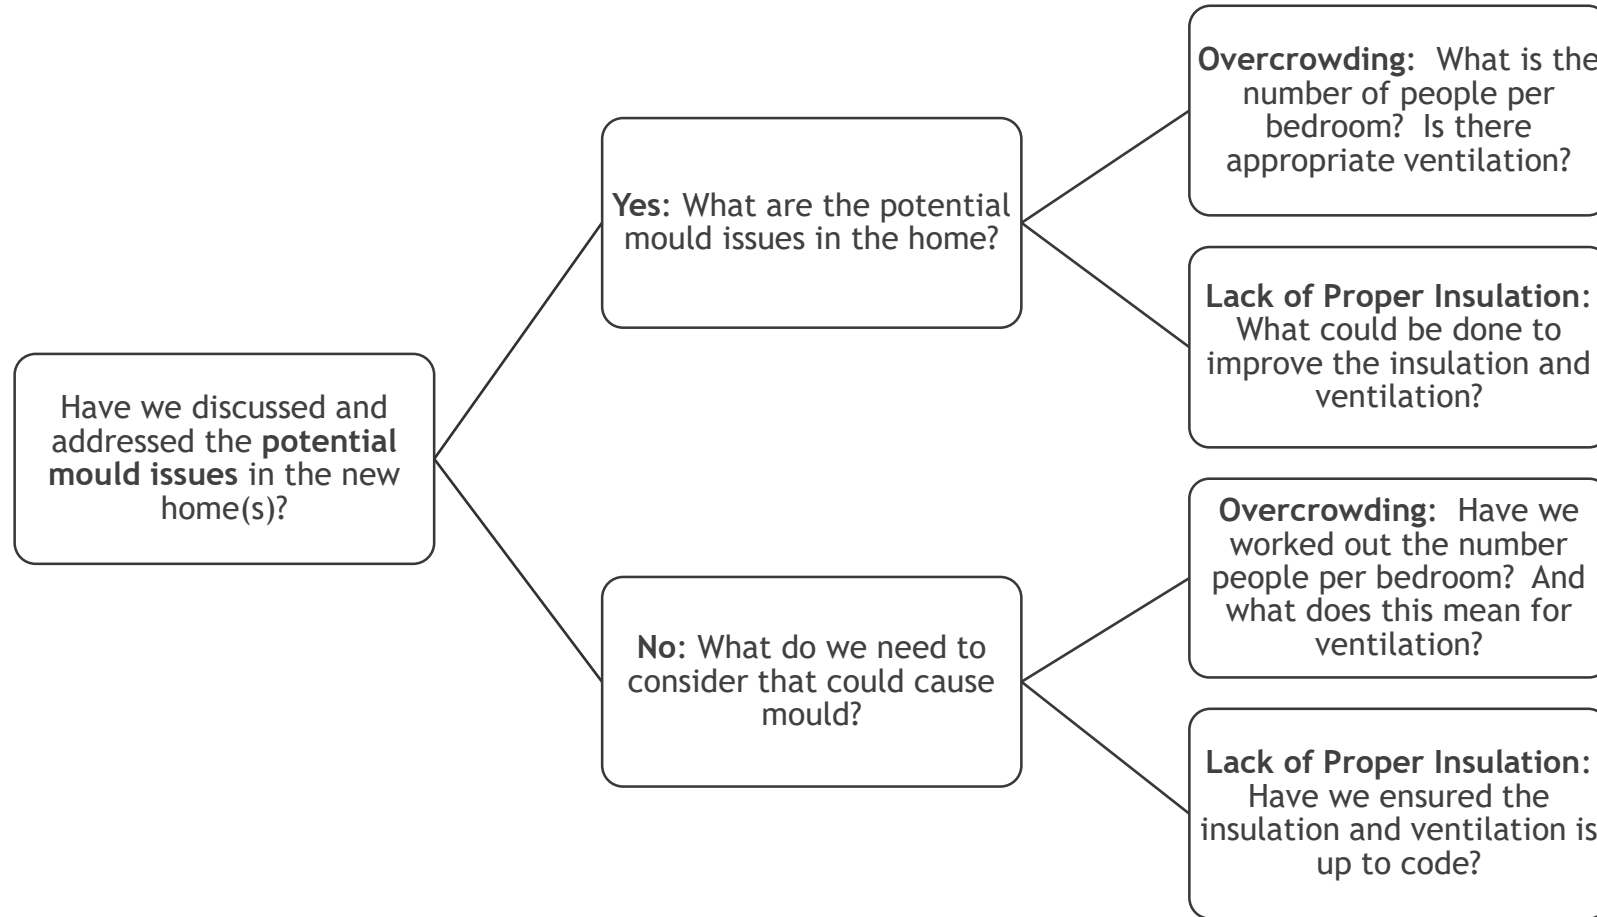 Have we discussed and
addressed the potential
mould issues in the new
home(s)?
Yes: What are the potential
mould issues in the home?
No: What do we need to
consider that could cause
mould?
Overcrowding: What is the
number of people per
bedroom? Is there
appropriate ventilation?
Lack of Proper Insulation:
What could be done to
improve the insulation and
ventilation?
Overcrowding: Have we
worked out the number
people per bedroom? And
what does this mean for
ventilation?
Lack of Proper Insulation:
Have we ensured the
insulation and ventilation is
up to code?